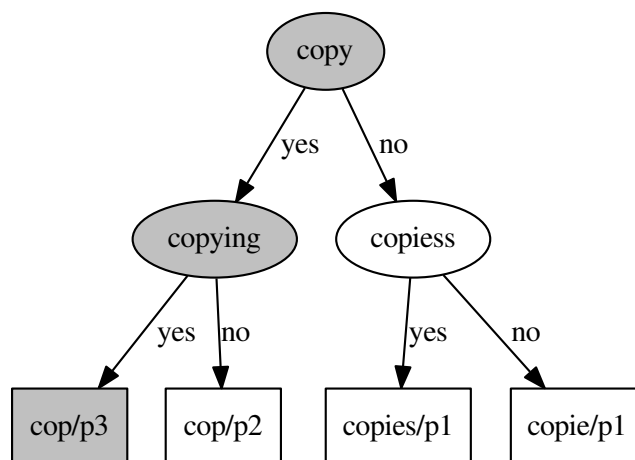 copy
yes
no
copying
copiess
yes
no
yes
no
cop/p3
cop/p2
copies/p1
copie/p1